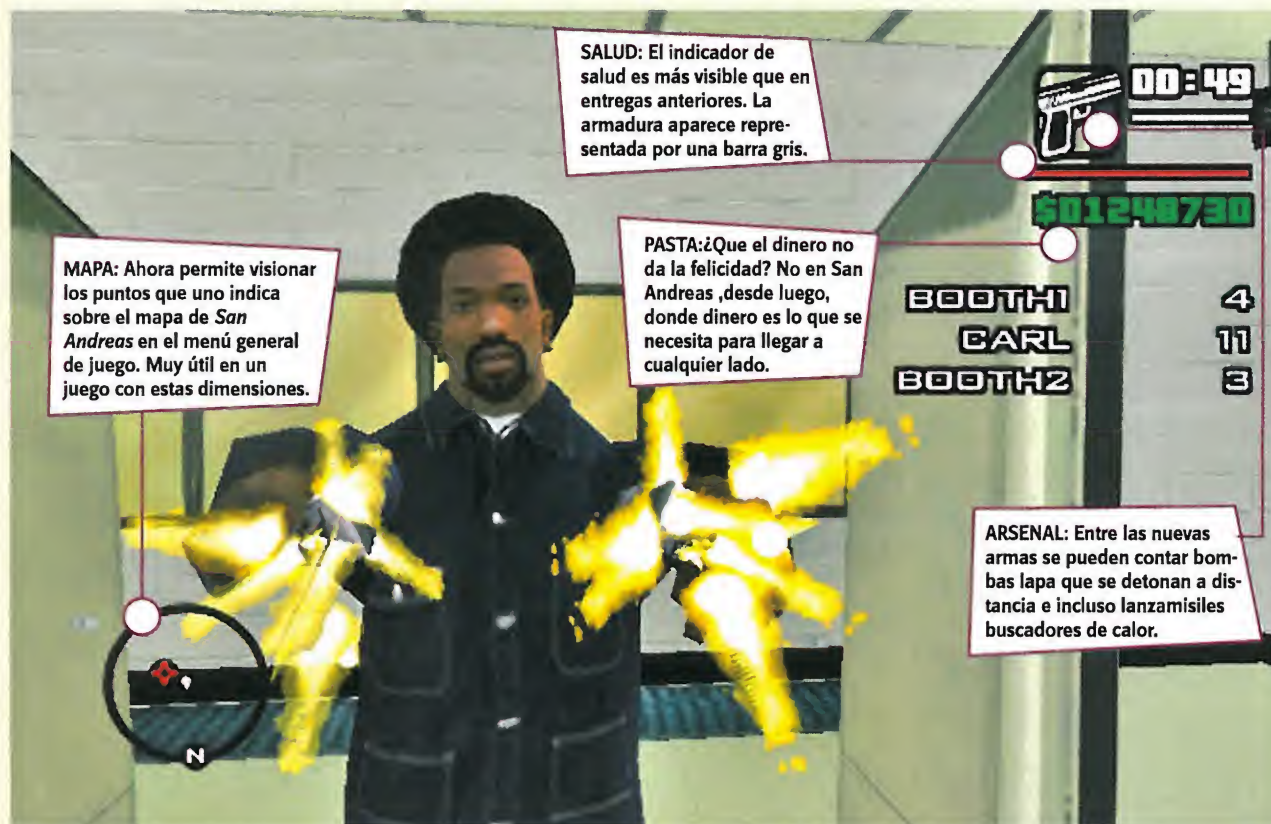 SALUD: El indicador de
salud es más visible que en
entregas anteriores. La
armadura aparece repre-
sentada por una barra gris.
00:49
$01248730
MAPA: Ahora permite visionar
los puntos que uno indica
sobre el mapa de San
Andreas en el menú general
de juego. Muy útil en un
juego con estas dimensiones.
PASTA:¿Que el dinero no
da la felicidad? No en San
Andreas ,desde luego,
donde dinero es lo que se
necesita para llegar a
cualquier lado.
BOOTH1 4
CARL 11
BOOTH2 3
ARSENAL: Entre las nuevas
armas se pueden contar bom-
bas lapa que se detonan a dis-
tancia e incluso lanzamisiles
buscadores de calor.
N